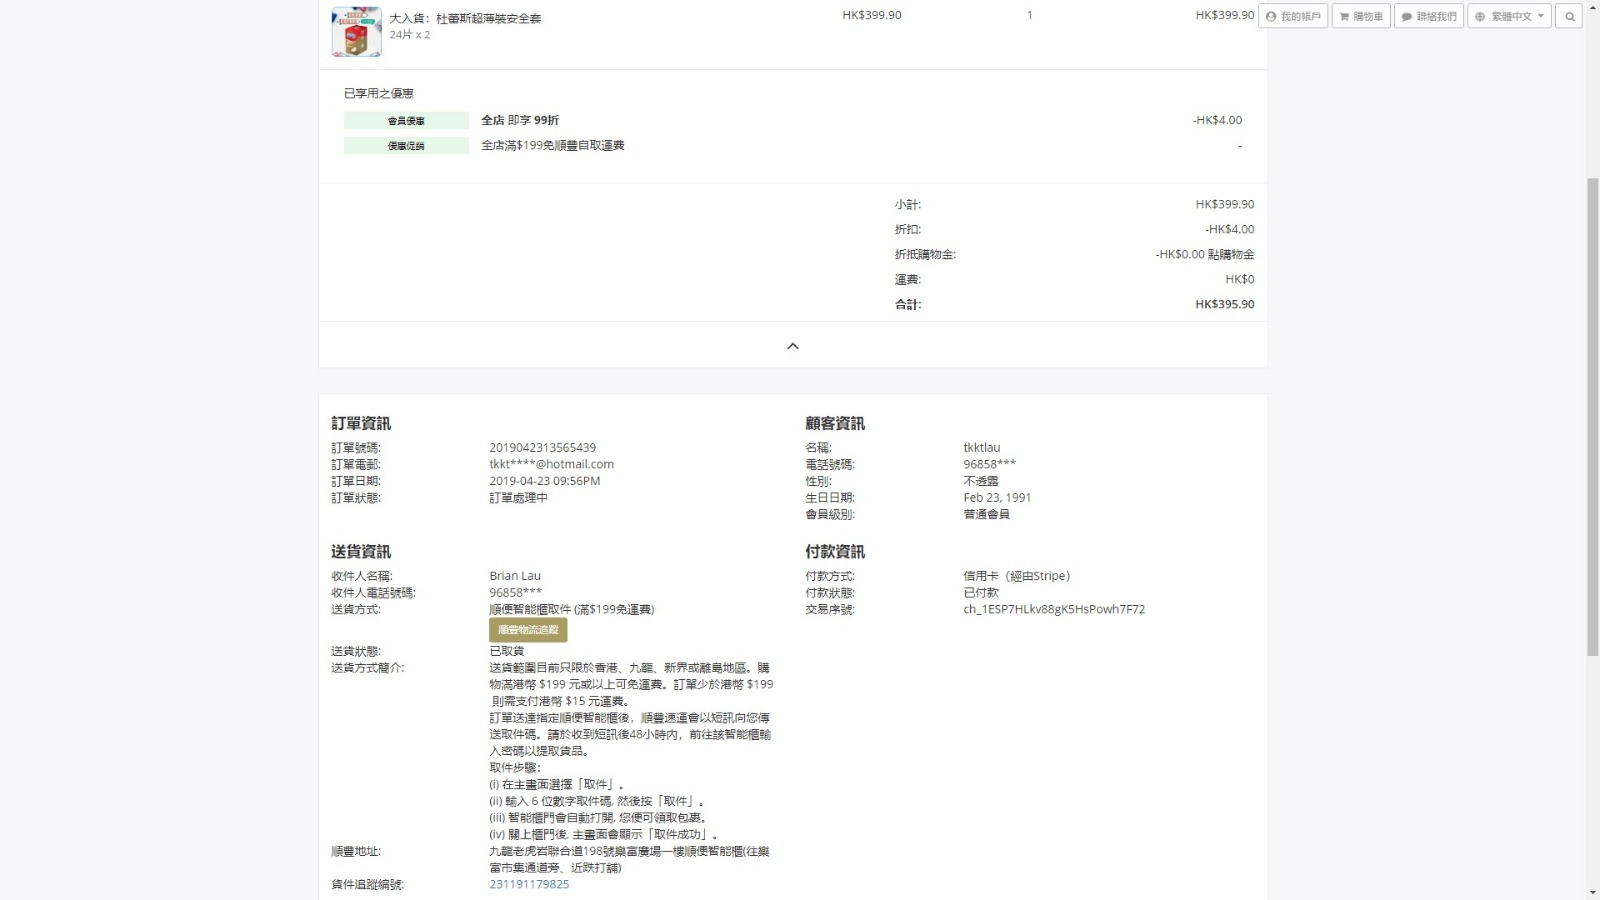 大入貨：杜蕾斯超薄裝安全套 HK$399.90 1 HK$399.90
24片 x 2
我的帳戶 購物車 聯絡我們 繁體中文
已享用之優惠
會員優惠 全店 即享 99折 -HK$4.00
優惠促銷 全店滿$199免順豐自取運費 -
小計: HK$399.90
折扣: -HK$4.00
折抵購物金: -HK$0.00 點購物金
運費: HK$0
合計: HK$395.90
訂單資訊
訂單號碼: 2019042313565439
訂單電郵: tkkt****@hotmail.com
訂單日期: 2019-04-23 09:56PM
訂單狀態: 訂單處理中
顧客資訊
名稱: tkktlau
電話號碼: 96858***
性別: 不透露
生日日期: Feb 23, 1991
會員級別: 普通會員
送貨資訊
收件人名稱: Brian Lau
收件人電話號碼: 96858***
送貨方式: 順便智能櫃取件 (滿$199免運費)
順豐物流追蹤
送貨狀態: 已取貨
送貨方式簡介: 送貨範圍目前只限於香港、九龍、新界或離島地區。購
物滿港幣 $199 元或以上可免運費。訂單少於港幣 $199
則需支付港幣 $15 元運費。
訂單送達指定順便智能櫃後，順豐速運會以短訊向您傳
送取件碼。請於收到短訊後48小時內，前往該智能櫃輸
入密碼以提取貨品。
取件步驟：
(i) 在主畫面選擇「取件」。
(ii) 輸入 6 位數字取件碼, 然後按「取件」。
(iii) 智能櫃門會自動打開, 您便可領取包裹。
(iv) 關上櫃門後, 主畫面會顯示「取件成功」。
順豐地址: 九龍老虎岩聯合道198號樂富廣場一樓順便智能櫃(往樂
富市集通道旁、近跌打舖)
貨件追蹤編號: 231191179825
付款資訊
付款方式: 信用卡（經由Stripe）
付款狀態: 已付款
交易序號: ch_1ESP7HLkv88gK5HsPowh7F72